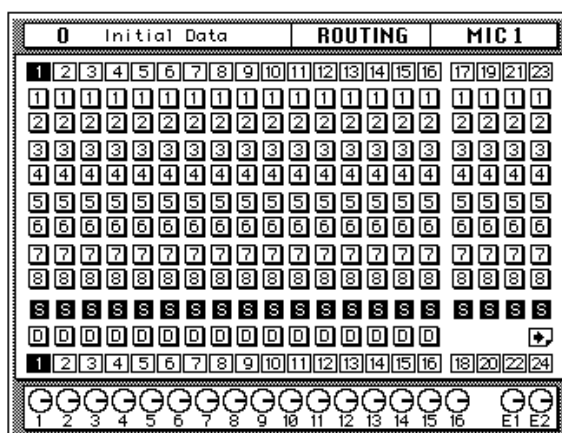 0 Initial Data ROUTING MIC 1
1 2 3 4 5 6 7 8 9 10 11 12 13 14 15 16 17 19 21 23
1 1 1 1 1 1 1 1 1 1 1 1 1 1 1 1 1 1 1 1
2 2 2 2 2 2 2 2 2 2 2 2 2 2 2 2 2 2 2 2
3 3 3 3 3 3 3 3 3 3 3 3 3 3 3 3 3 3 3 3
4 4 4 4 4 4 4 4 4 4 4 4 4 4 4 4 4 4 4 4
5 5 5 5 5 5 5 5 5 5 5 5 5 5 5 5 5 5 5 5
6 6 6 6 6 6 6 6 6 6 6 6 6 6 6 6 6 6 6 6
7 7 7 7 7 7 7 7 7 7 7 7 7 7 7 7 7 7 7 7
8 8 8 8 8 8 8 8 8 8 8 8 8 8 8 8 8 8 8 8
S S S S S S S S S S S S S S S S S S S S
D D D D D D D D D D D D D D D D
1 2 3 4 5 6 7 8 9 10 11 12 13 14 15 16 18 20 22 24
1 2 3 4 5 6 7 8 9 10 11 12 13 14 15 16 E1 E2